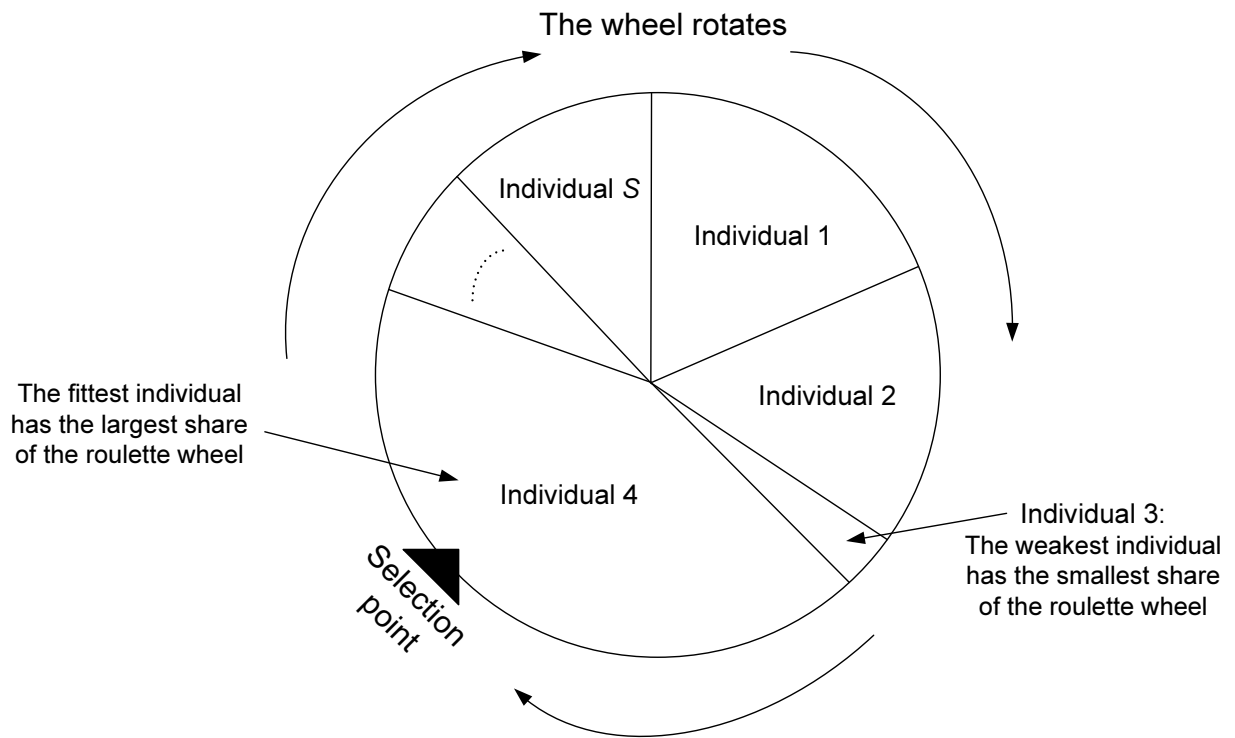 The wheel rotates
Individual S
Individual 1
Individual 2
The fittest individual
has the largest share
of the roulette wheel
Individual 4
Individual 3:
The weakest individual
has the smallest share
of the roulette wheel
Selection
point